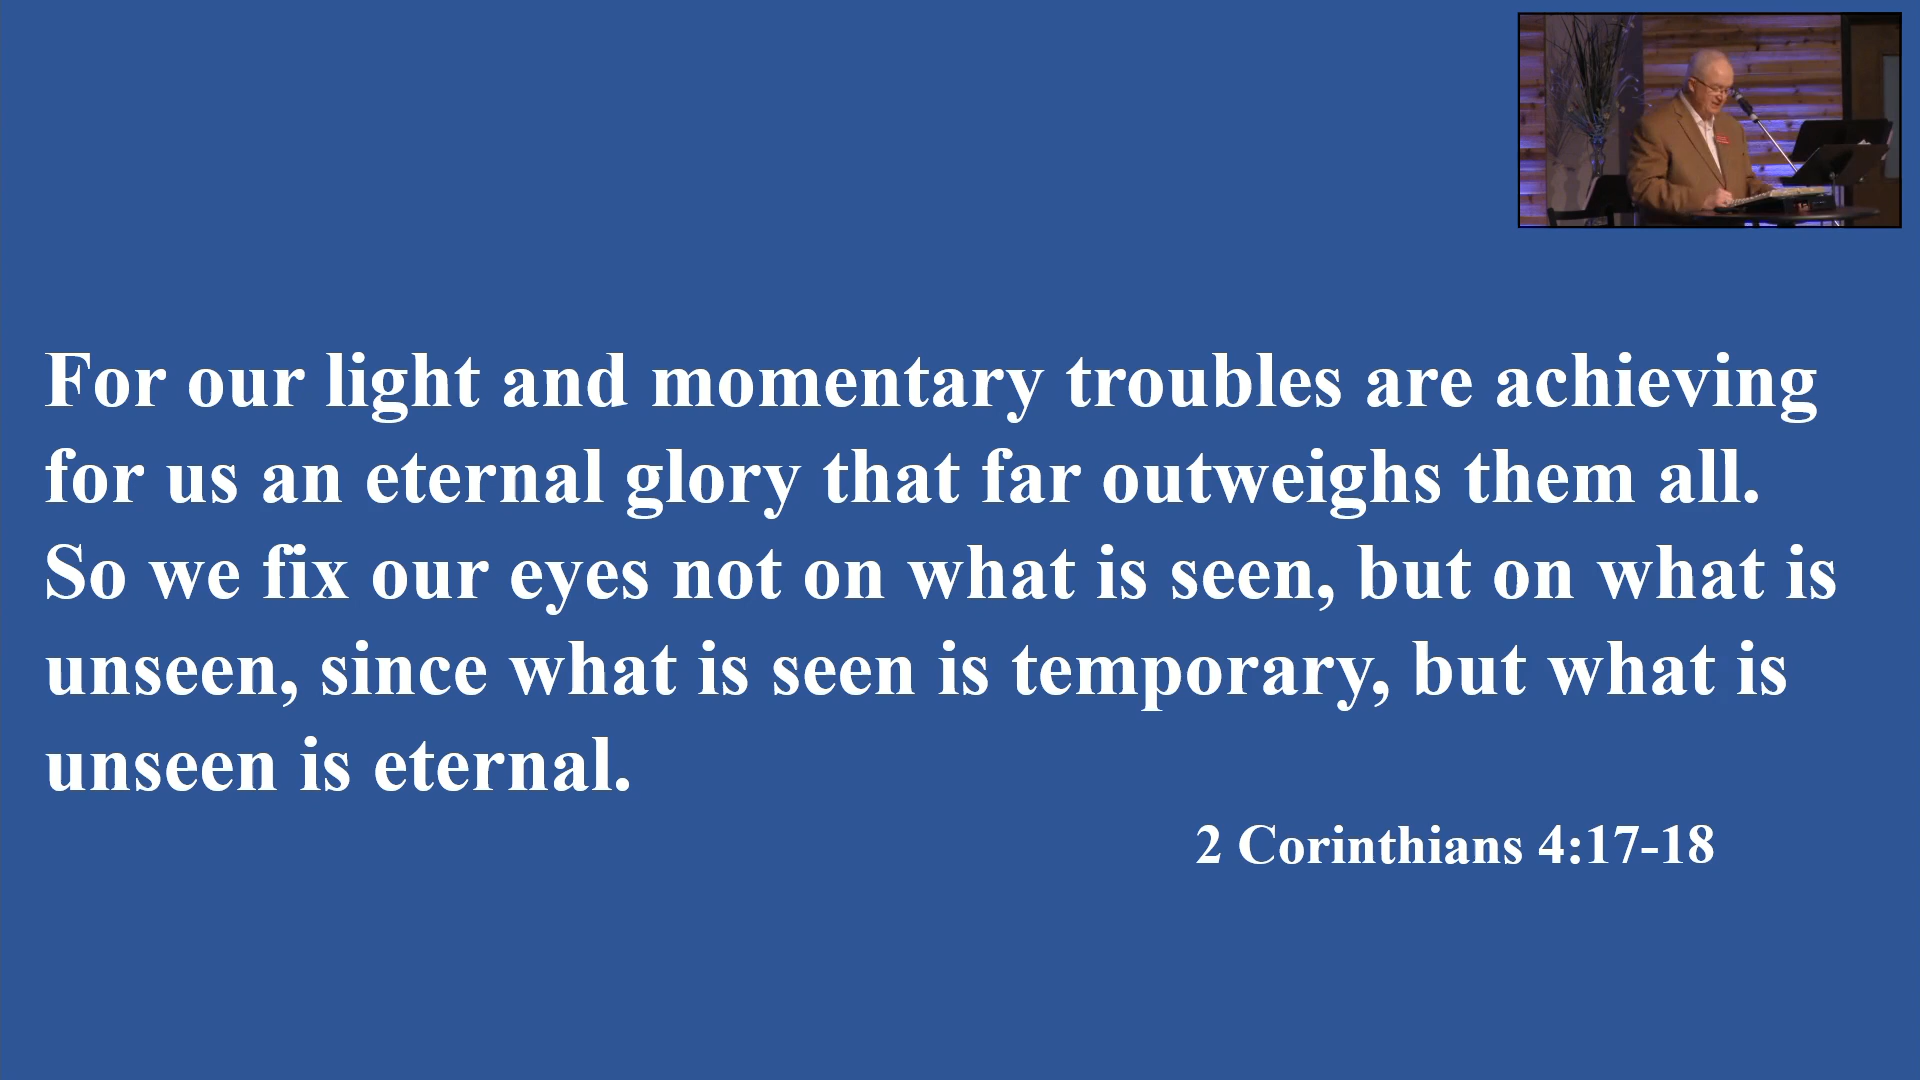 For our light and momentary troubles are achieving
for us an eternal glory that far outweighs them all.
So we fix our eyes not on what is seen, but on what is
unseen, since what is seen is temporary, but what is
unseen is eternal.
2 Corinthians 4:17-18